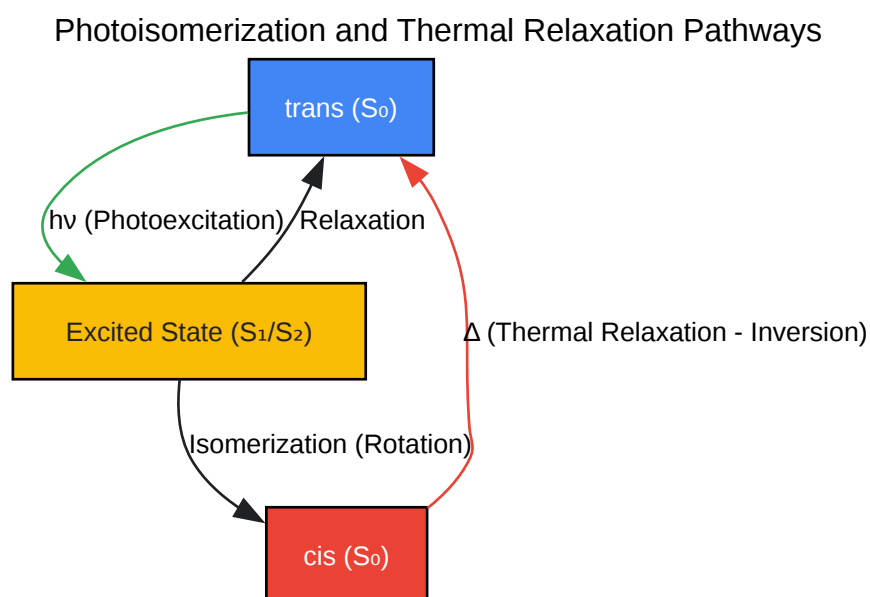 Photoisomerization and Thermal Relaxation Pathways
trans (S₀)
hν (Photoexcitation)
Relaxation
Excited State (S₁/S₂)
Δ (Thermal Relaxation - Inversion)
Isomerization (Rotation)
cis (S₀)